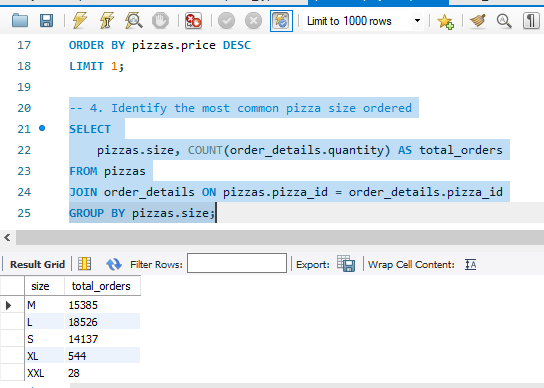 Limit to 1000 rows
17 ORDER BY pizzas.price DESC
18 LIMIT 1;
19
20 -- 4. Identify the most common pizza size ordered
21 SELECT
22 pizzas.size, COUNT(order_details.quantity) AS total_orders
23 FROM pizzas
24 JOIN order_details ON pizzas.pizza_id = order_details.pizza_id
25 GROUP BY pizzas.size;
Result Grid Filter Rows: Export: Wrap Cell Content:
size total_orders
M 15385
L 18526
S 14137
XL 544
XXL 28